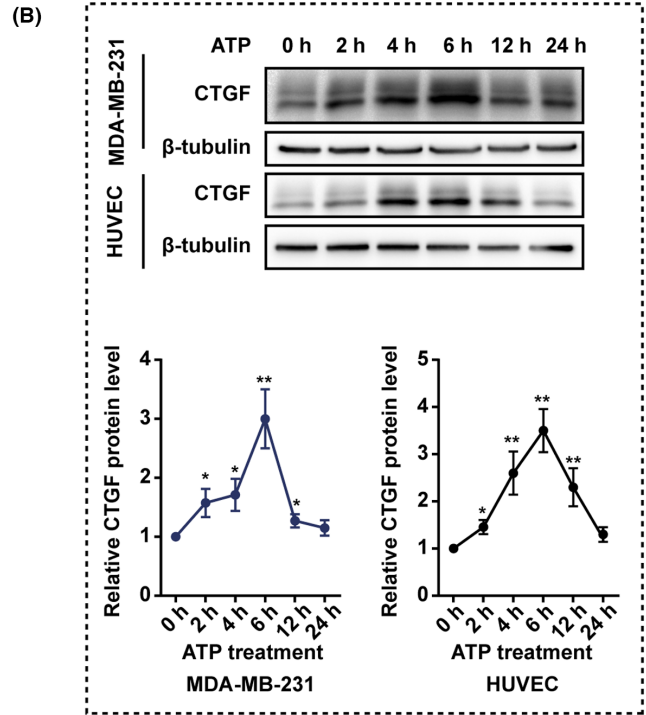 (B)
ATP 0 h 2 h 4 h 6 h 12 h 24 h
MDA-MB-231
CTGF
β-tubulin
HUVEC
CTGF
β-tubulin
Relative CTGF protein level
4
3
2
1
0
* * ** *
0 h 2 h 4 h 6 h 12 h 24 h
ATP treatment
MDA-MB-231
Relative CTGF protein level
5
4
3
2
1
0
* ** ** **
0 h 2 h 4 h 6 h 12 h 24 h
ATP treatment
HUVEC